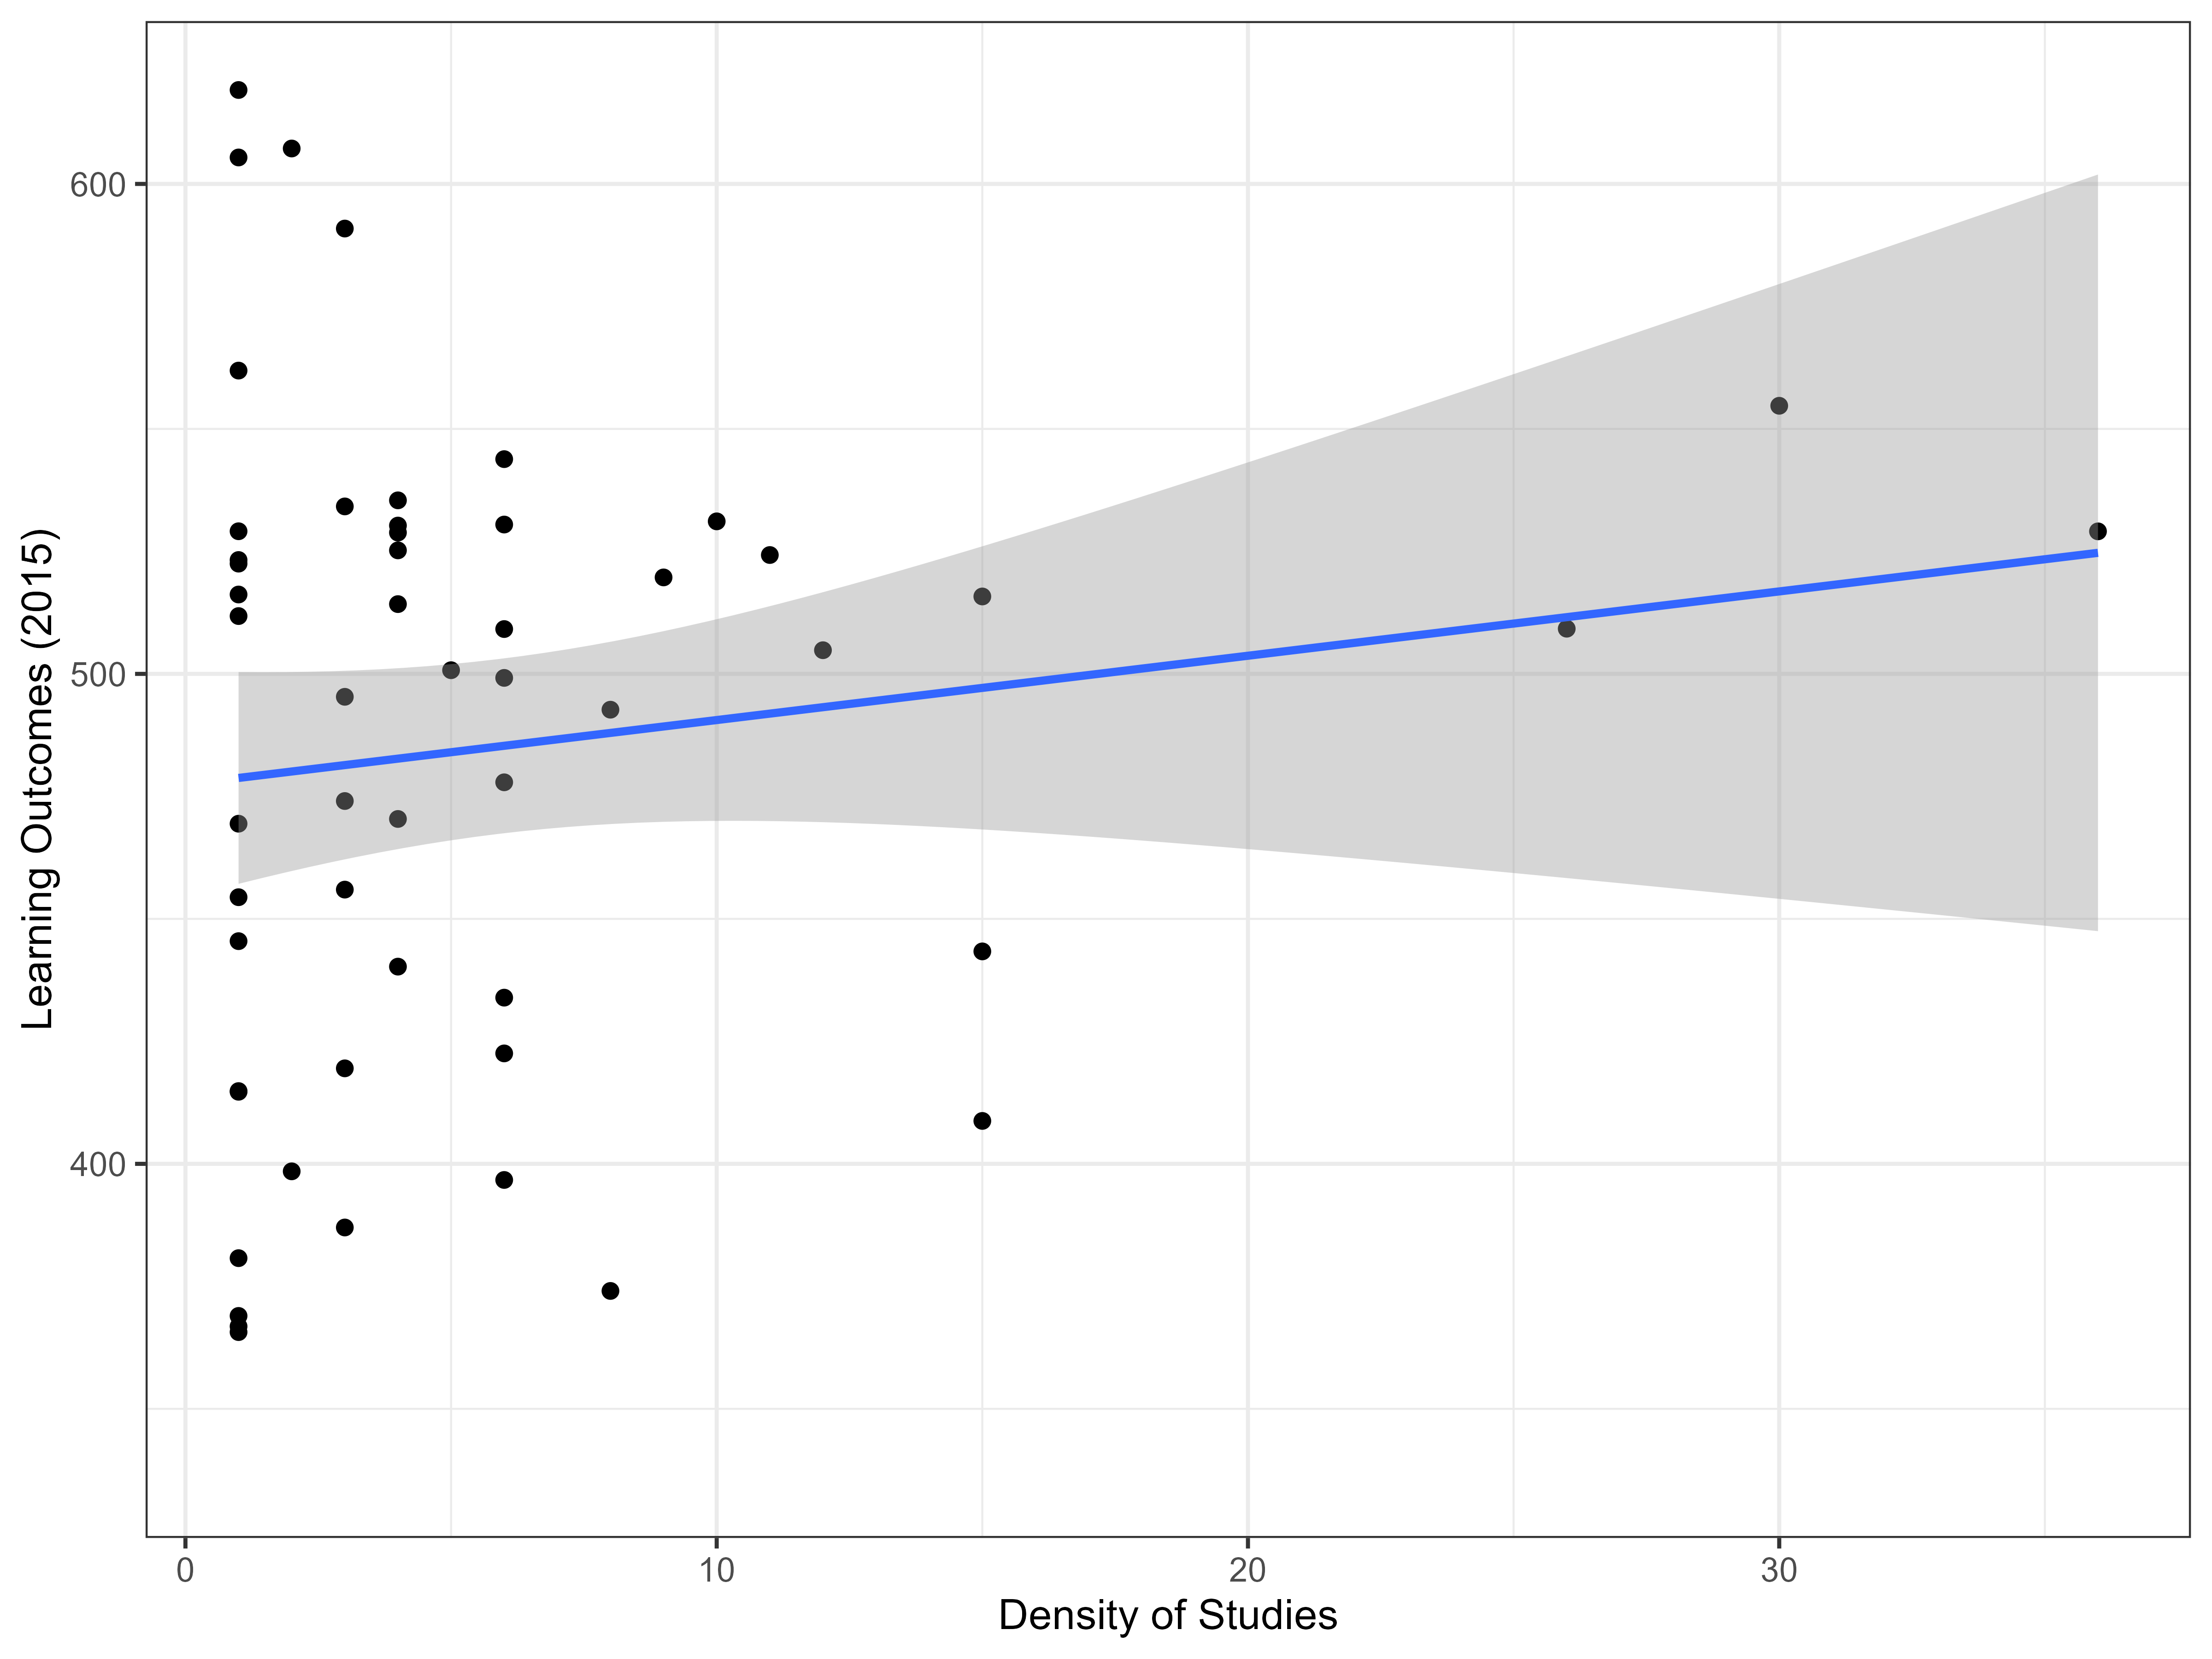 Learning Outcomes (2015)
600
500
400
0 10 20 30
Density of Studies